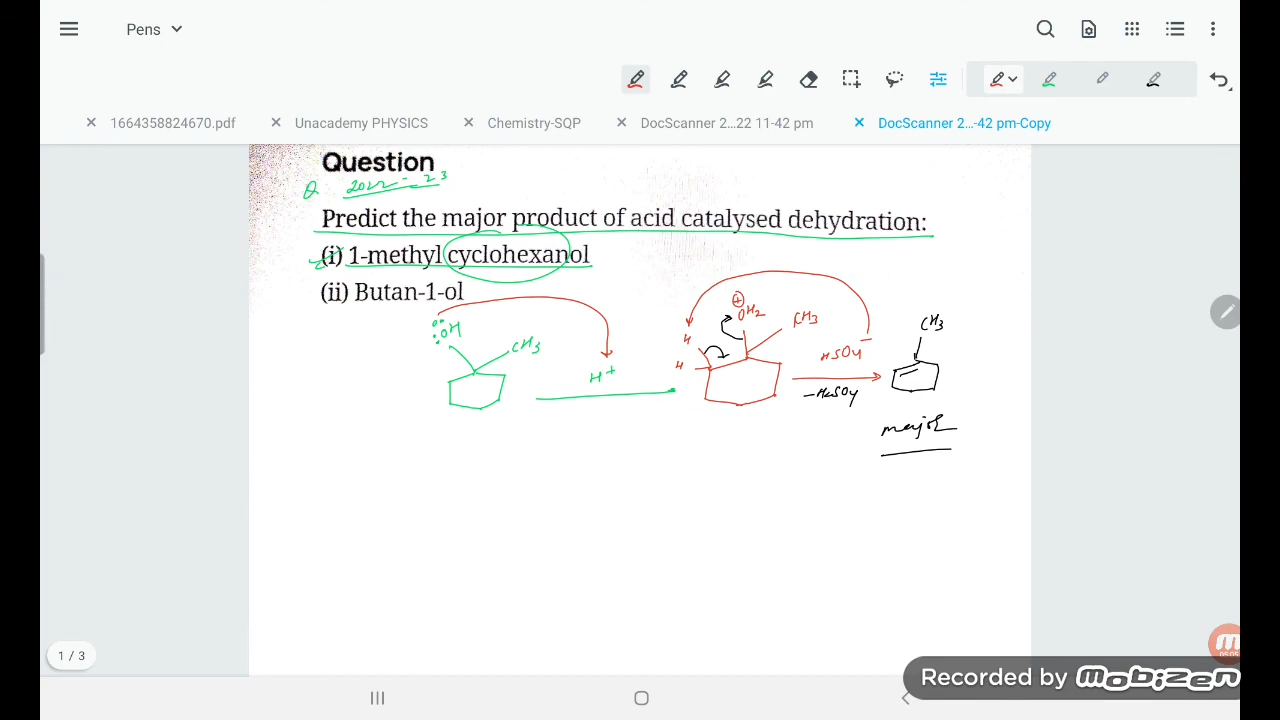 Pens
1664358824670.pdf
Unacademy PHYSICS
Chemistry-SQP
DocScanner 2...22 11-42 pm
DocScanner 2...-42 pm-Copy
Question
Q 2022-23
Predict the major product of acid catalysed dehydration:
(i) 1-methyl cyclohexanol
(ii) Butan-1-ol
OH
CH3
H+
H
H
+
OH2
CH3
HSO4-
-H2SO4
CH3
major
1 / 3
05:05
Recorded by mobizen